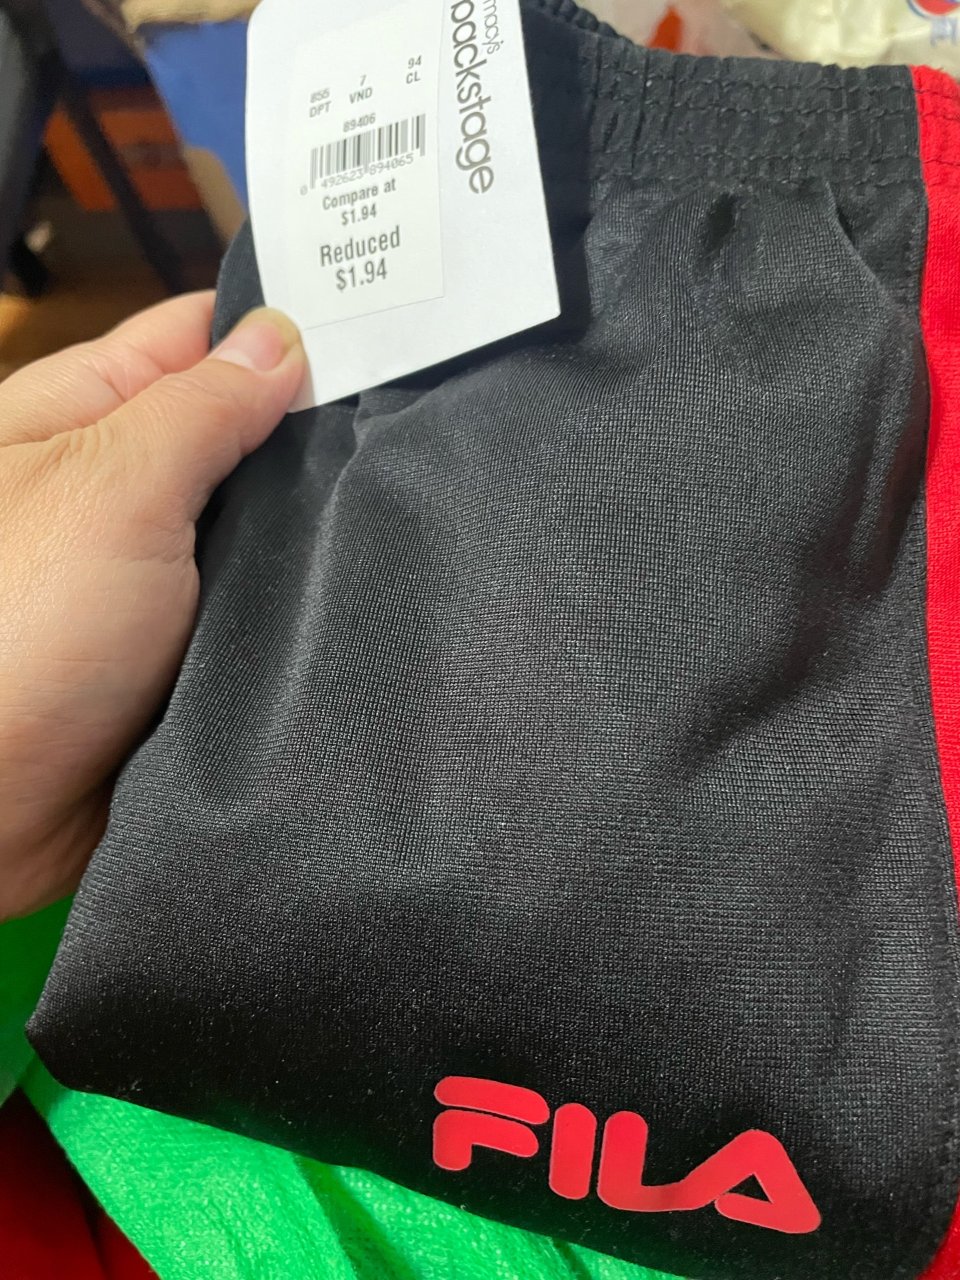 macy's
backstage
855 7 94
DPT VND CL
89406
0 492623 894065
Compare at
$1.94
Reduced
$1.94
FILA